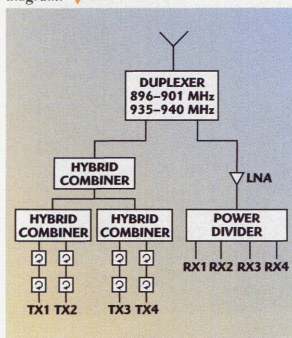 DUPLEXER
896–901 MHz
935–940 MHz
HYBRID
COMBINER
LNA
HYBRID
COMBINER
HYBRID
COMBINER
POWER
DIVIDER
RX1 RX2 RX3 RX4
TX1 TX2
TX3 TX4